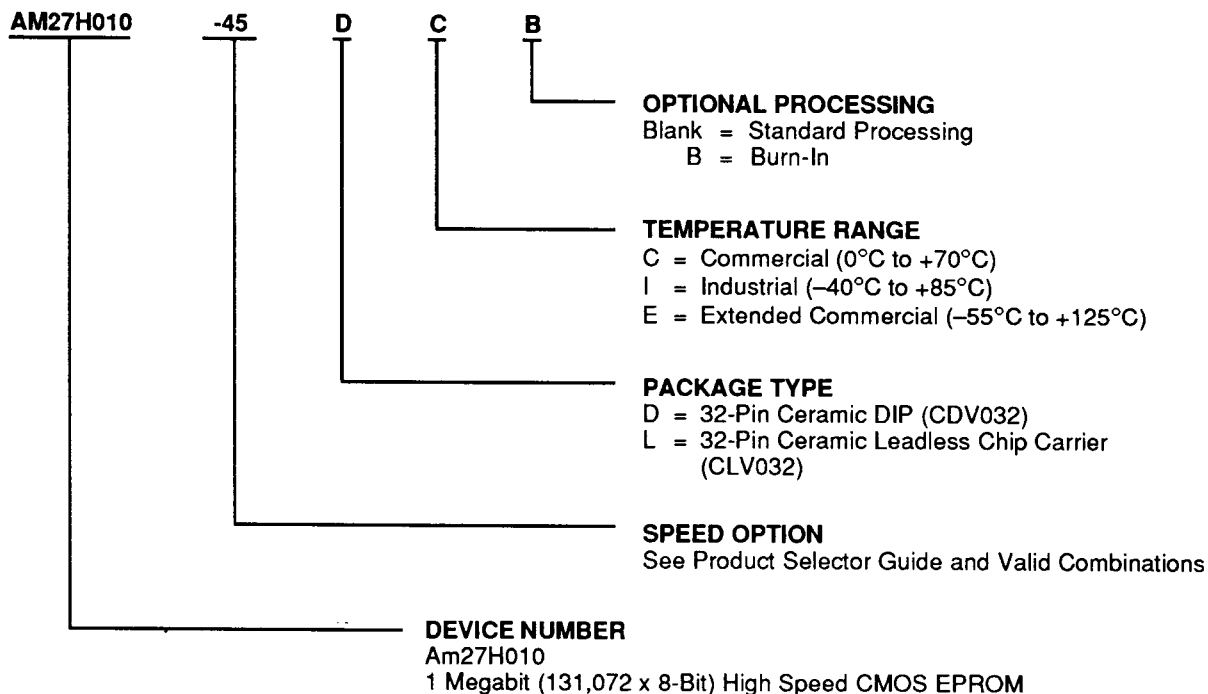 AM27H010 -45 D C B
OPTIONAL PROCESSING
Blank = Standard Processing
B = Burn-In
TEMPERATURE RANGE
C = Commercial (0°C to +70°C)
I = Industrial (–40°C to +85°C)
E = Extended Commercial (–55°C to +125°C)
PACKAGE TYPE
D = 32-Pin Ceramic DIP (CDV032)
L = 32-Pin Ceramic Leadless Chip Carrier
(CLV032)
SPEED OPTION
See Product Selector Guide and Valid Combinations
DEVICE NUMBER
Am27H010
1 Megabit (131,072 x 8-Bit) High Speed CMOS EPROM